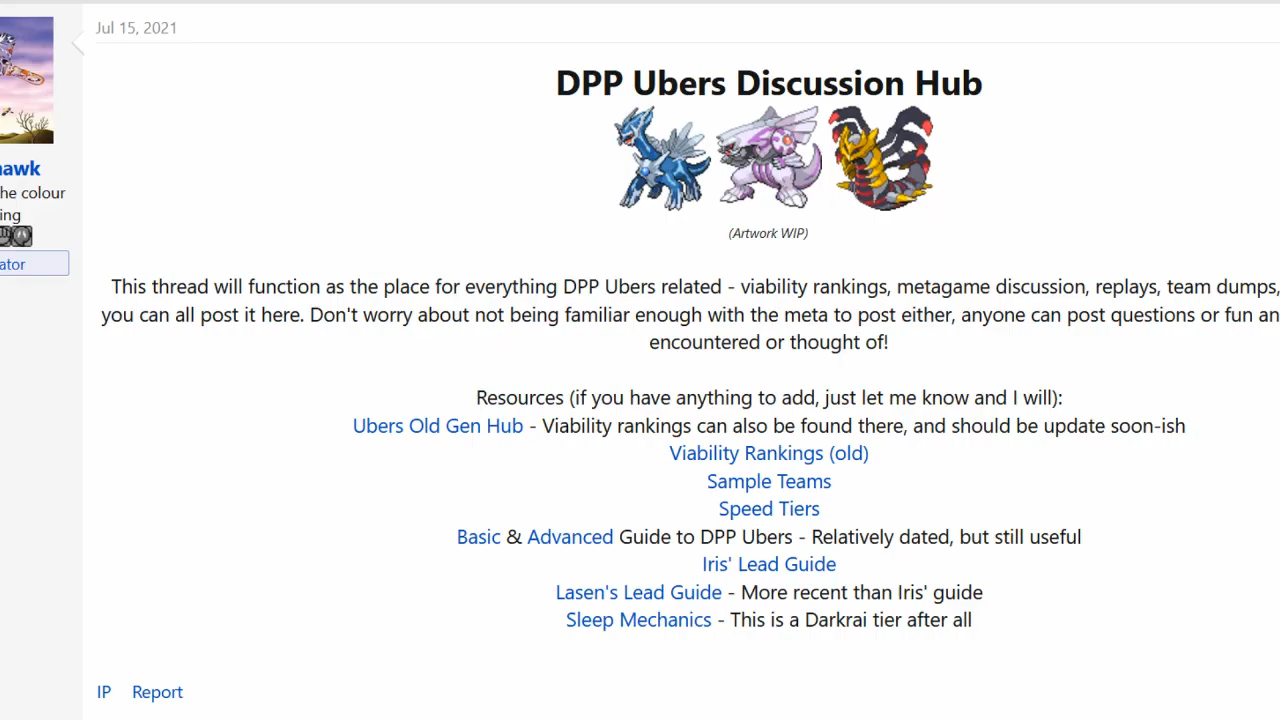 Jul 15, 2021
DPP Ubers Discussion Hub
(Artwork WIP)
hawk
he colour
ing
ator
This thread will function as the place for everything DPP Ubers related - viability rankings, metagame discussion, replays, team dumps,
you can all post it here. Don't worry about not being familiar enough with the meta to post either, anyone can post questions or fun an
encountered or thought of!
Resources (if you have anything to add, just let me know and I will):
Ubers Old Gen Hub - Viability rankings can also be found there, and should be update soon-ish
Viability Rankings (old)
Sample Teams
Speed Tiers
Basic & Advanced Guide to DPP Ubers - Relatively dated, but still useful
Iris' Lead Guide
Lasen's Lead Guide - More recent than Iris' guide
Sleep Mechanics - This is a Darkrai tier after all
IP Report